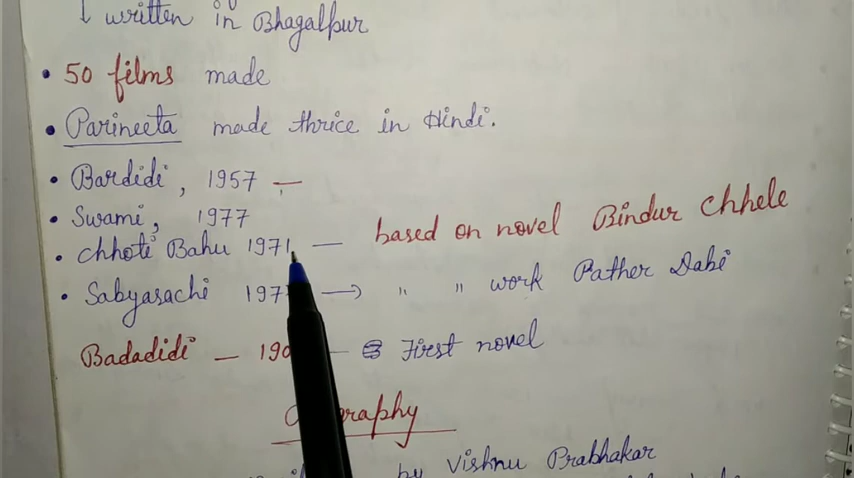 ↓ written in Bhagalpur
• 50 films made
• Parineeta made thrice in Hindi.
• Bardidi, 1957 —
• Swami, 1977
• Chhoti Bahu 1971 — based on novel Bindur Chhele
• Sabyasachi → " " work Pather Dabi
Badadidi — First novel
by Vishnu Prabhakar